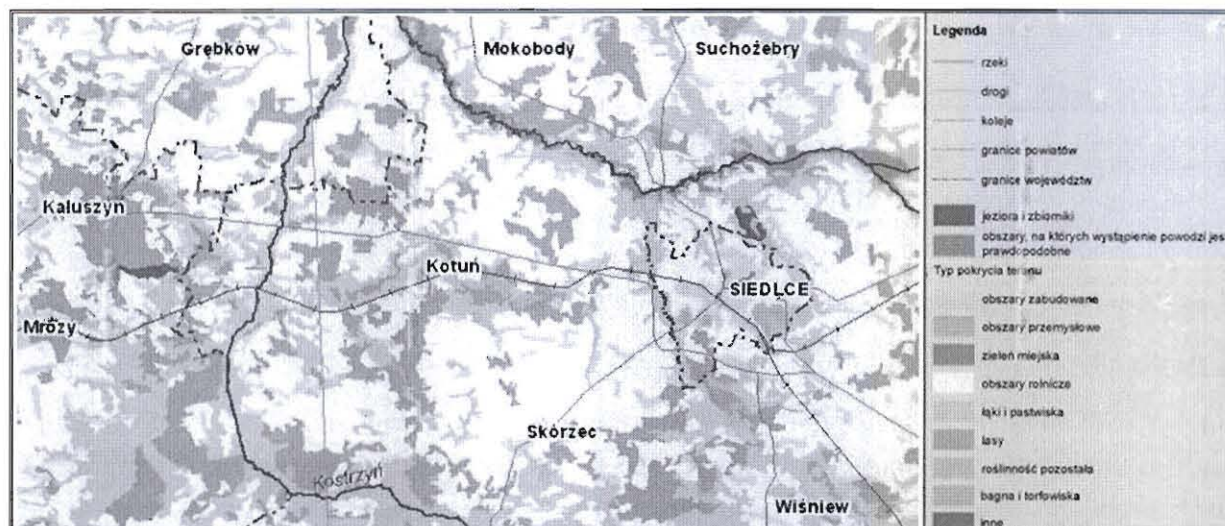 Grębków
Mokobody
Suchożebry
Kałuszyn
Kotuń
SIEDLCE
Mrozy
Skórzec
Kostrzyń
Wiśniew
Legenda
rzeki
drogi
koleje
granice powiatów
granice województw
jeziora i zbiorniki
obszary, na których wystąpienie powodzi jes
prawdopodobne
Typ pokrycia terenu
obszary zabudowane
obszary przemysłowe
zieleń miejska
obszary rolnicze
łąki i pastwiska
lasy
roślinność pozostała
bagna i torfowiska
inne